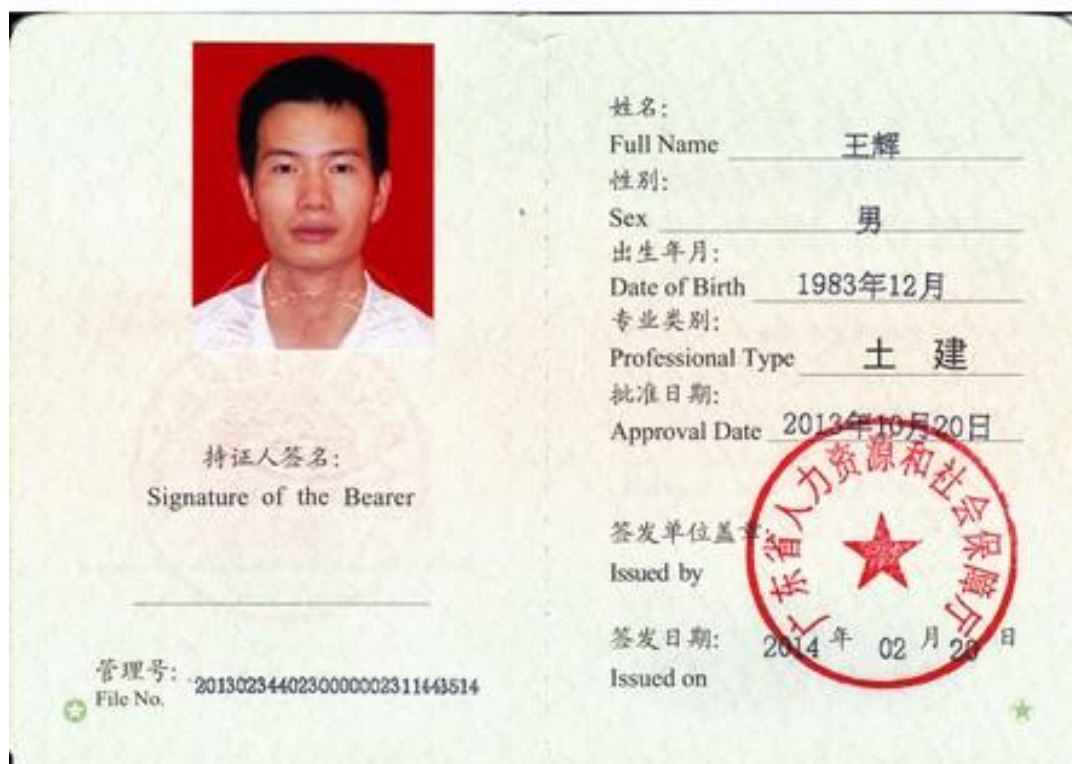 持证人签名:
Signature of the Bearer
管理号:
File No.
姓名:
Full Name 王辉
性别:
Sex 男
出生年月:
Date of Birth 1983年12月
专业类别:
Professional Type 土 建
批准日期:
Approval Date 2013年10月20日
签发单位盖章:
Issued by
广东省人力资源和社会保障厅
签发日期: 2014 年 02 月 20 日
Issued on